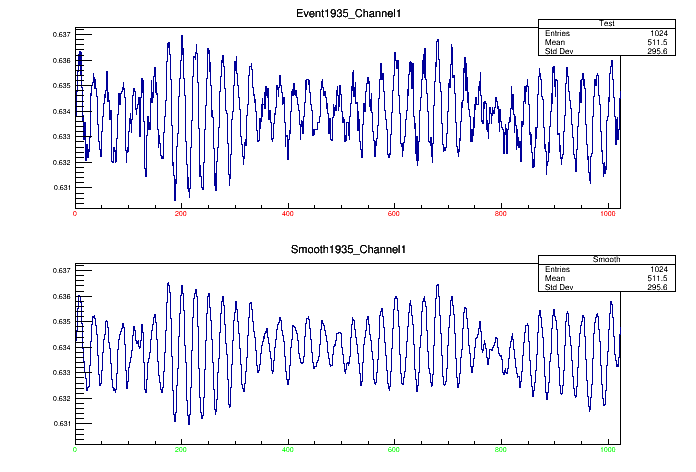 Event1935_Channel1
Test
Entries 1024
Mean 511.5
Std Dev 295.6
0.637
0.636
0.635
0.634
0.633
0.632
0.631
0 200 400 600 800 1000
Smooth1935_Channel1
Smooth
Entries 1024
Mean 511.5
Std Dev 295.6
0.637
0.636
0.635
0.634
0.633
0.632
0.631
0 200 400 600 800 1000